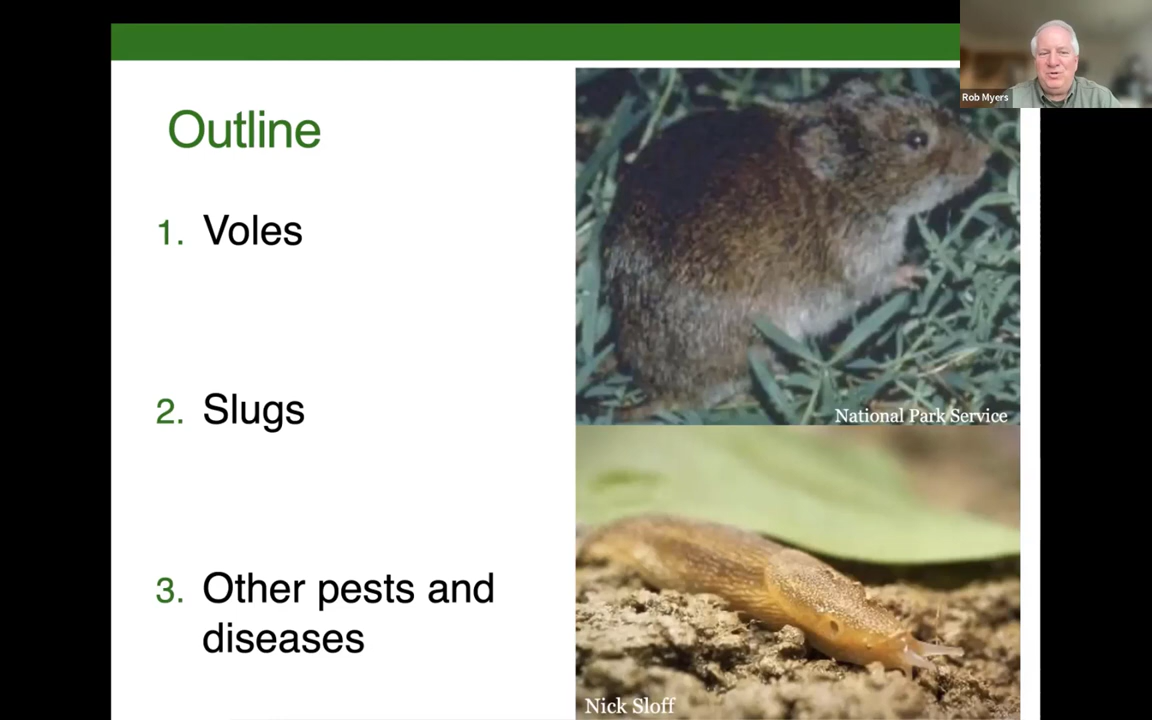 Rob Myers
Outline
1. Voles
National Park Service
2. Slugs
3. Other pests and
diseases
Nick Sloff